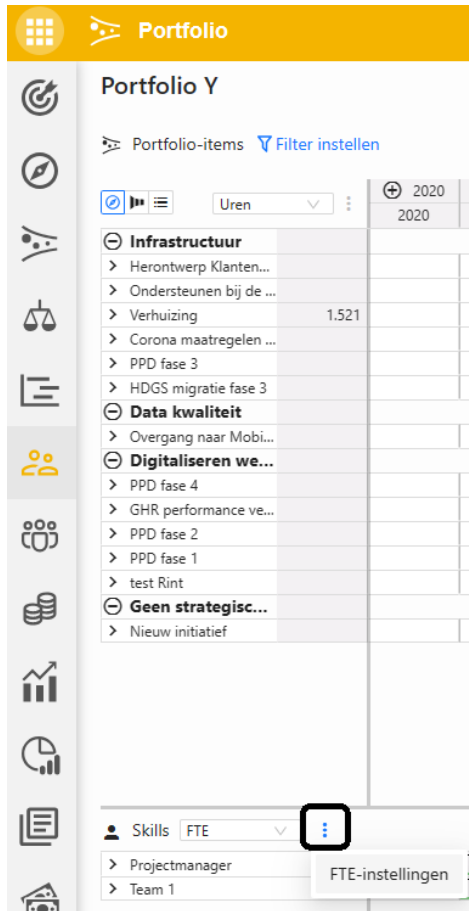 Portfolio
Portfolio Y
Portfolio-items Filter instellen
Uren
2020
2020
Infrastructuur
Herontwerp Klanten...
Ondersteunen bij de ...
Verhuizing 1.521
Corona maatregelen ...
PPD fase 3
HDGS migratie fase 3
Data kwaliteit
Overgang naar Mobi...
Digitaliseren we...
PPD fase 4
GHR performance ve...
PPD fase 2
PPD fase 1
test Rint
Geen strategisc...
Nieuw initiatief
Skills FTE
Projectmanager
FTE-instellingen
Team 1